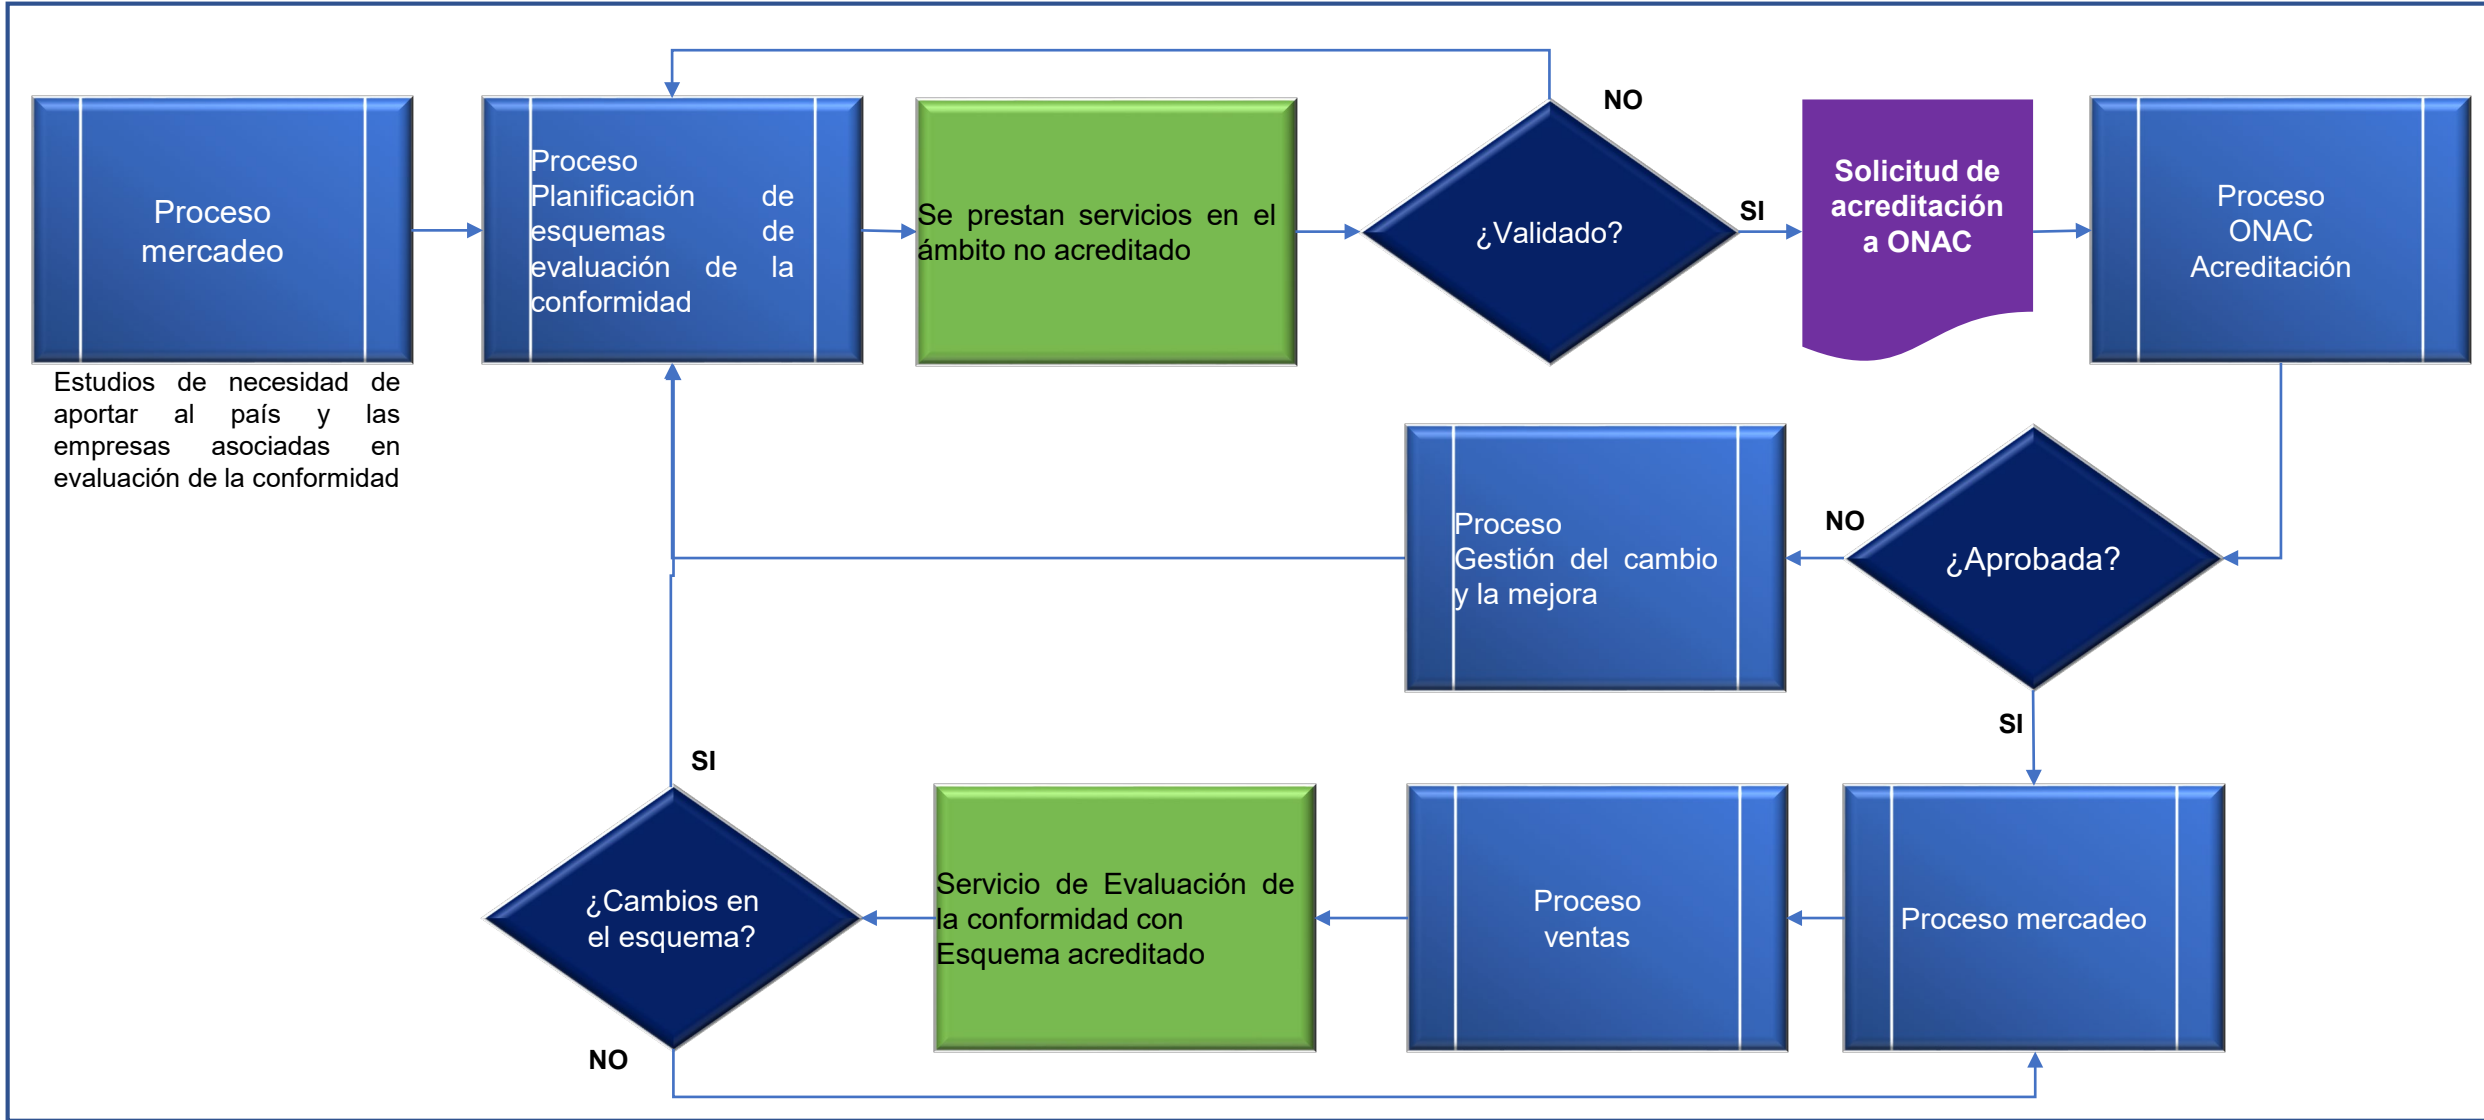 Proceso
mercadeo
Estudios de necesidad de
aportar al país y las
empresas asociadas en
evaluación de la conformidad
Proceso
Planificación de
esquemas de
evaluación de la
conformidad
Se prestan servicios en el
ámbito no acreditado
¿Validado?
NO
SI
Solicitud de
acreditación
a ONAC
Proceso
ONAC
Acreditación
¿Aprobada?
NO
SI
Proceso
Gestión del cambio
y la mejora
Proceso mercadeo
Proceso
ventas
Servicio de Evaluación de
la conformidad con
Esquema acreditado
¿Cambios en
el esquema?
SI
NO